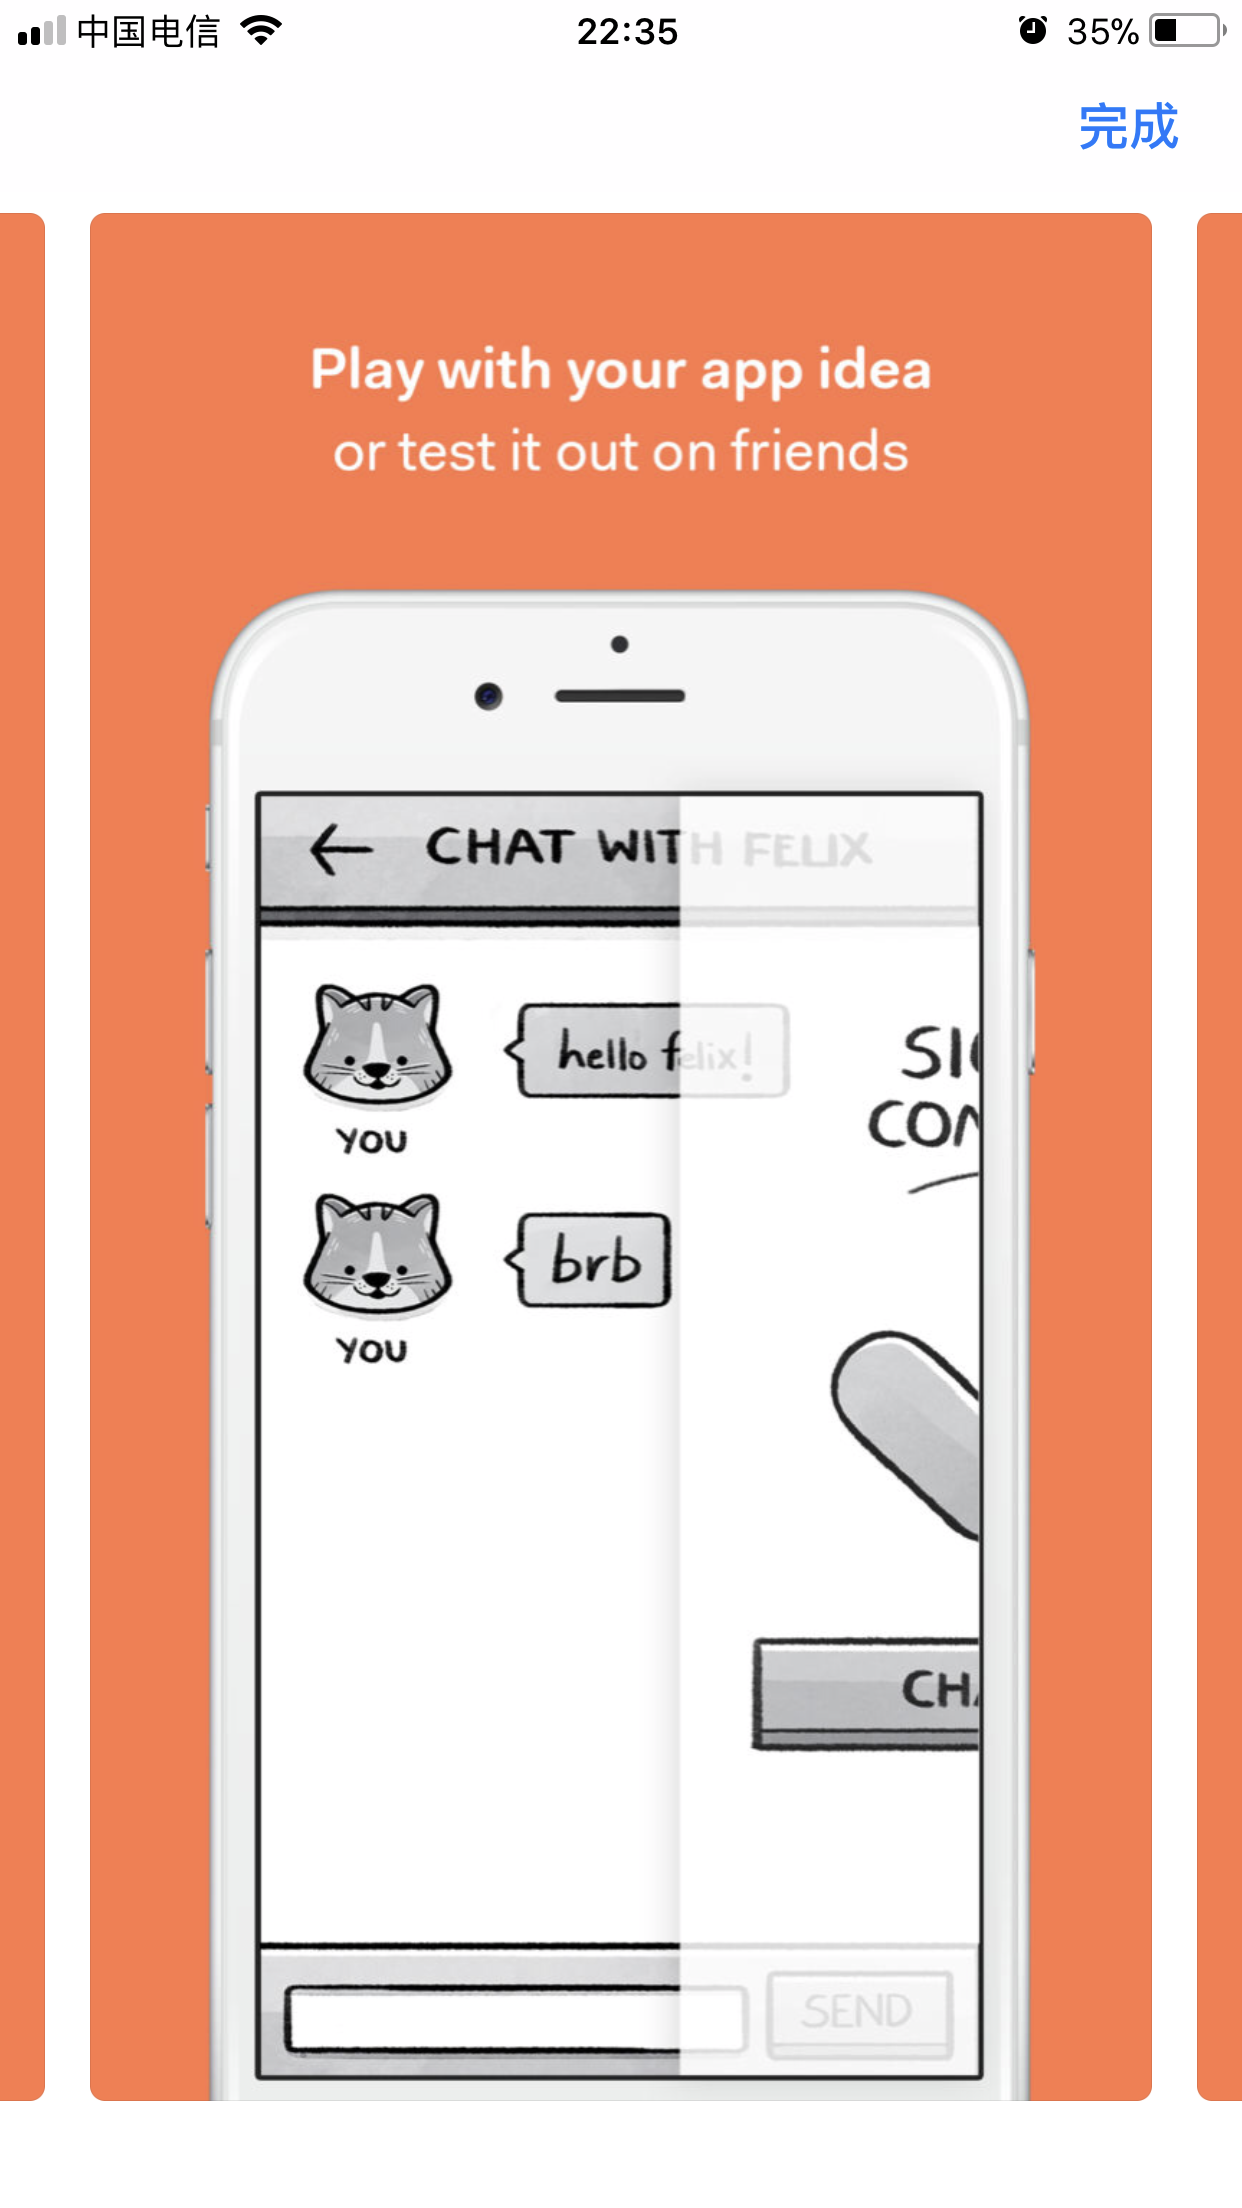 中国电信
22:35
35%
完成
Play with your app idea
or test it out on friends
CHAT WITH FELIX
hello felix!
YOU
SI
CON
brb
YOU
CHA
SEND